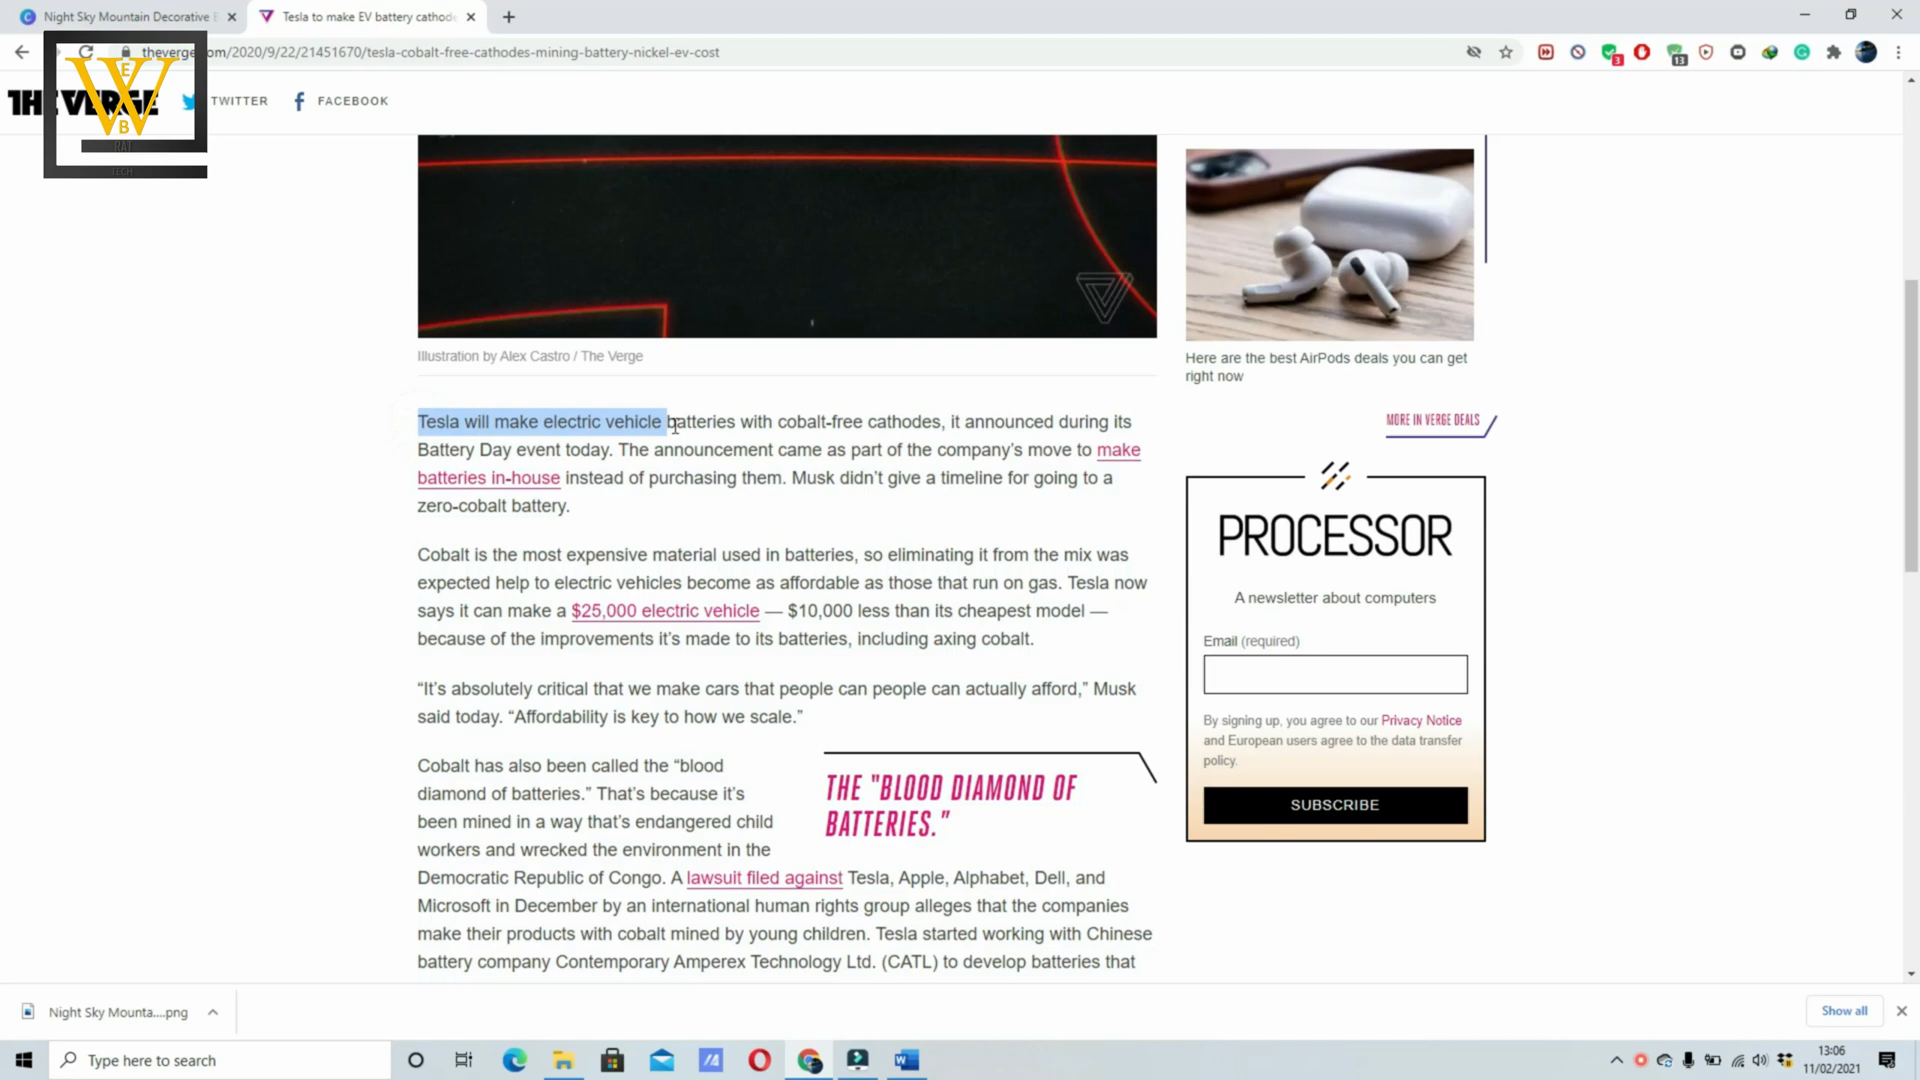 Night Sky Mountain Decorative
Tesla to make EV battery cathode
theverge.com/2020/9/22/21451670/tesla-cobalt-free-cathodes-mining-battery-nickel-ev-cost
3
13
THE VERGE
TWITTER
FACEBOOK
W
E
B
RAT
TECH
Illustration by Alex Castro / The Verge
Tesla will make electric vehicle batteries with cobalt-free cathodes, it announced during its
Battery Day event today. The announcement came as part of the company’s move to make
batteries in-house instead of purchasing them. Musk didn’t give a timeline for going to a
zero-cobalt battery.
Cobalt is the most expensive material used in batteries, so eliminating it from the mix was
expected help to electric vehicles become as affordable as those that run on gas. Tesla now
says it can make a $25,000 electric vehicle — $10,000 less than its cheapest model —
because of the improvements it’s made to its batteries, including axing cobalt.
“It’s absolutely critical that we make cars that people can people can actually afford,” Musk
said today. “Affordability is key to how we scale.”
Cobalt has also been called the “blood
diamond of batteries.” That’s because it’s
been mined in a way that’s endangered child
workers and wrecked the environment in the
Democratic Republic of Congo. A lawsuit filed against Tesla, Apple, Alphabet, Dell, and
Microsoft in December by an international human rights group alleges that the companies
make their products with cobalt mined by young children. Tesla started working with Chinese
battery company Contemporary Amperex Technology Ltd. (CATL) to develop batteries that
THE "BLOOD DIAMOND OF
BATTERIES."
Here are the best AirPods deals you can get
right now
MORE IN VERGE DEALS
PROCESSOR
A newsletter about computers
Email (required)
By signing up, you agree to our Privacy Notice
and European users agree to the data transfer
policy.
SUBSCRIBE
Night Sky Mounta....png
Show all
Type here to search
13:06
11/02/2021